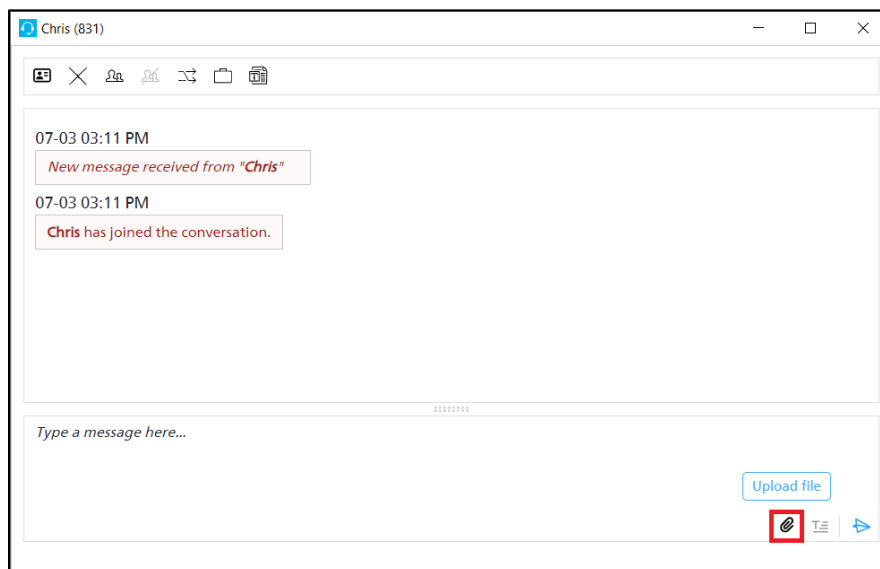 Chris (831)
07-03 03:11 PM
New message received from "Chris"
07-03 03:11 PM
Chris has joined the conversation.
Type a message here...
Upload file